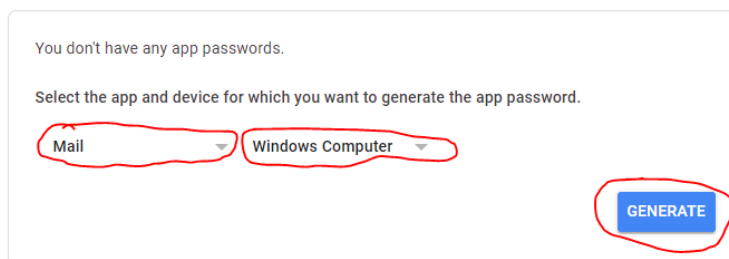 You don't have any app passwords.
Select the app and device for which you want to generate the app password.
Mail Windows Computer
GENERATE